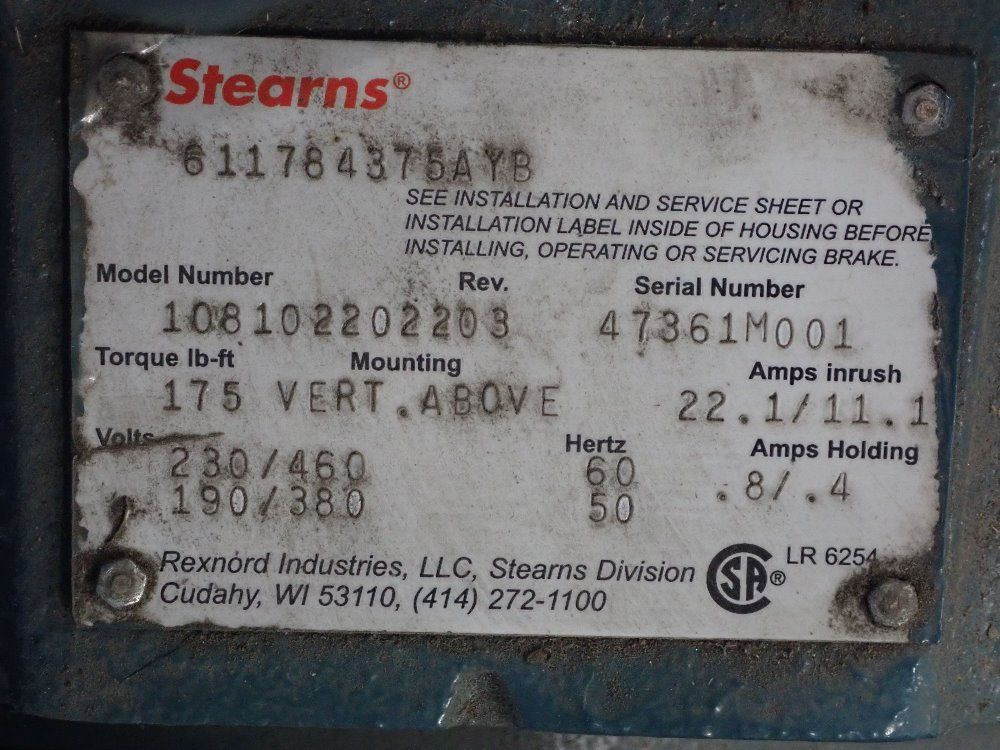 Stearns®
611784375AYB
SEE INSTALLATION AND SERVICE SHEET OR
INSTALLATION LABEL INSIDE OF HOUSING BEFORE
INSTALLING, OPERATING OR SERVICING BRAKE.
Model Number Rev. Serial Number
108102202203 47361M001
Torque lb-ft Mounting Amps inrush
175 VERT.ABOVE 22.1/11.1
Volts Hertz Amps Holding
230/460 60 .8/.4
190/380 50
Rexnord Industries, LLC, Stearns Division
Cudahy, WI 53110, (414) 272-1100
SA® LR 6254